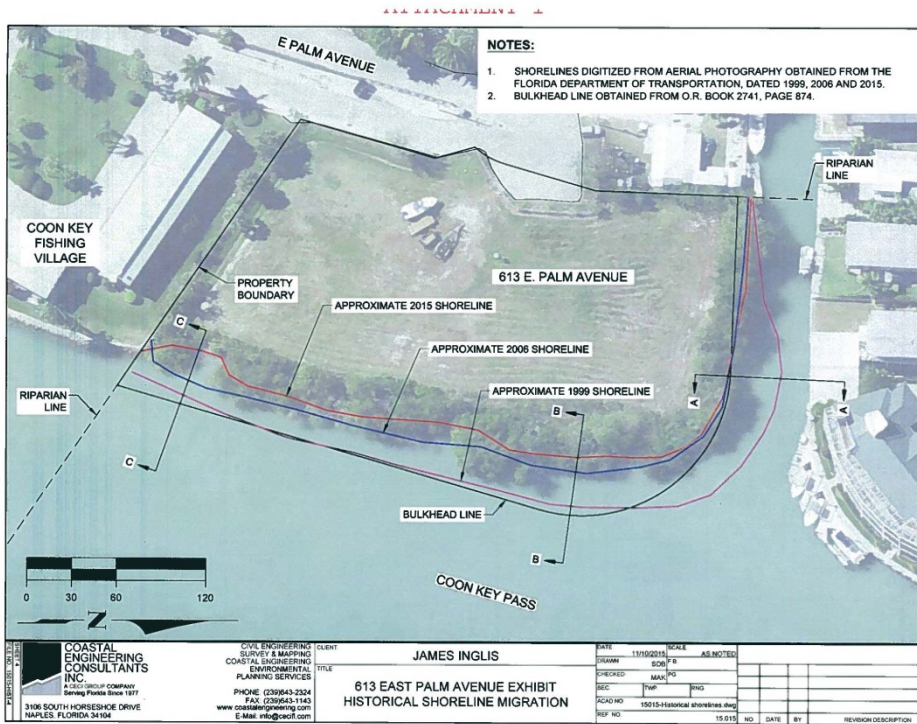 ATTACHMENT 1
E PALM AVENUE
NOTES:
1. SHORELINES DIGITIZED FROM AERIAL PHOTOGRAPHY OBTAINED FROM THE
FLORIDA DEPARTMENT OF TRANSPORTATION, DATED 1999, 2006 AND 2015.
2. BULKHEAD LINE OBTAINED FROM O.R. BOOK 2741, PAGE 874.
RIPARIAN
LINE
COON KEY
FISHING
VILLAGE
613 E. PALM AVENUE
PROPERTY
BOUNDARY
APPROXIMATE 2015 SHORELINE
C
APPROXIMATE 2006 SHORELINE
APPROXIMATE 1999 SHORELINE
A
A
B
RIPARIAN
LINE
C
BULKHEAD LINE
B
COON KEY PASS
0 30 60 120
N
COASTAL
ENGINEERING
CONSULTANTS
INC.
A CECI GROUP COMPANY
Serving Florida Since 1977
3106 SOUTH HORSESHOE DRIVE
NAPLES, FLORIDA 34104
CIVIL ENGINEERING
SURVEY & MAPPING
COASTAL ENGINEERING
ENVIRONMENTAL
PLANNING SERVICES
PHONE: (239)643-2324
FAX: (239)643-1143
www.coastalengineering.com
E-Mail: info@cecifl.com
CLIENT
JAMES INGLIS
TITLE
613 EAST PALM AVENUE EXHIBIT
HISTORICAL SHORELINE MIGRATION
DATE 11/10/2015 SCALE AS NOTED
DRAWN SOB F.B.
CHECKED MAK PG
SEC TWP RNG
ACAD NO 15015-Historical shorelines.dwg
REF NO. 15.015
NO DATE BY REVISION DESCRIPTION